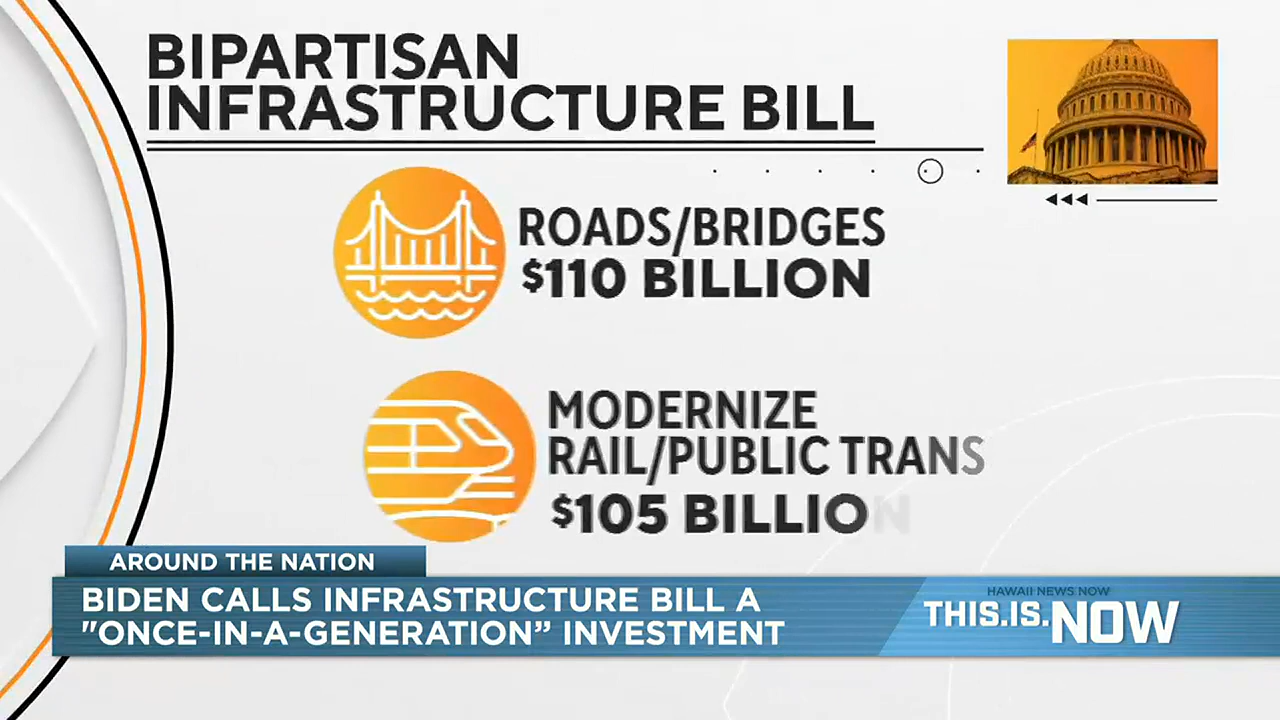 BIPARTISAN
INFRASTRUCTURE BILL
ROADS/BRIDGES
$110 BILLION
MODERNIZE
RAIL/PUBLIC TRANS
$105 BILLION
AROUND THE NATION
BIDEN CALLS INFRASTRUCTURE BILL A
"ONCE-IN-A-GENERATION” INVESTMENT
HAWAII NEWS NOW
THIS.IS.NOW